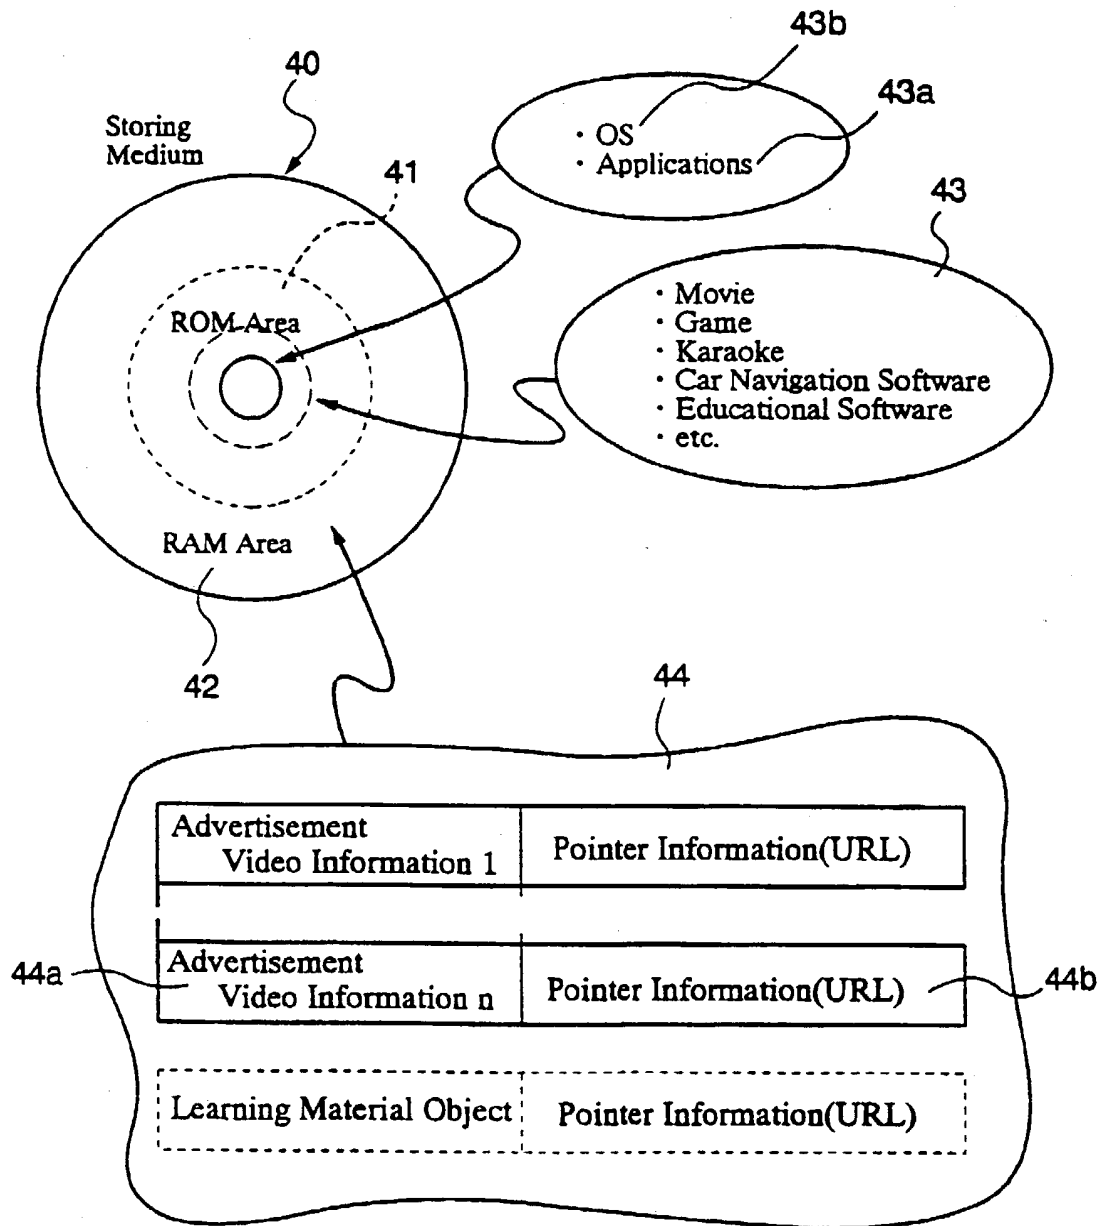 43b
40
43a
Storing
Medium
· OS
· Applications
41
43
· Movie
· Game
· Karaoke
· Car Navigation Software
· Educational Software
· etc.
ROM Area
RAM Area
42
44
Advertisement
Video Information 1
Pointer Information(URL)
44a
Advertisement
Video Information n
Pointer Information(URL)
44b
Learning Material Object
Pointer Information(URL)